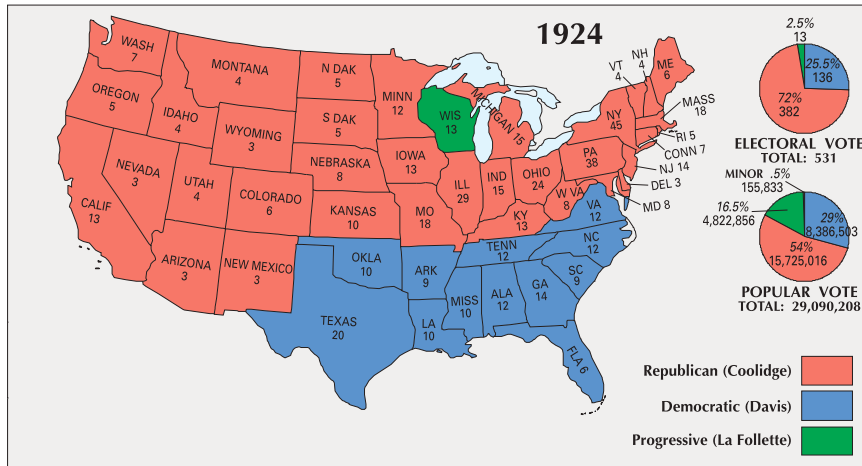 1924
WASH
7
OREGON
5
CALIF
13
NEVADA
3
IDAHO
4
MONTANA
4
WYOMING
3
UTAH
4
COLORADO
6
ARIZONA
3
NEW MEXICO
3
N DAK
5
S DAK
5
NEBRASKA
8
KANSAS
10
OKLA
10
TEXAS
20
MINN
12
IOWA
13
MO
18
ARK
9
LA
10
WIS
13
ILL
29
MICHIGAN 15
IND
15
OHIO
24
KY
13
TENN
12
MISS
10
ALA
12
GA
14
FLA 6
SC
9
NC
12
VA
12
W VA
8
PA
38
NY
45
VT
4
NH
4
ME
6
MASS
18
RI 5
CONN 7
NJ 14
DEL 3
MD 8
2.5%
13
25.5%
136
72%
382
ELECTORAL VOTE
TOTAL: 531
MINOR .5%
155,833
16.5%
4,822,856
29%
8,386,503
54%
15,725,016
POPULAR VOTE
TOTAL: 29,090,208
Republican (Coolidge)
Democratic (Davis)
Progressive (La Follette)